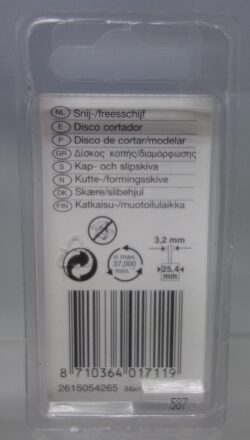 NL Snij-/freesschijf
E Disco cortador
P Disco de cortar/modelar
GR Δίσκος κοπής/διαμόρφωσης
S Kap- och slipskiva
N Kutte-/formingsskive
DK Skære/slibehjul
FIN Katkaisu-/muotoilulaikka
n max
37,000
min.⁻¹
3,2 mm
25,4
mm
8 710364 017119
2615054265
597